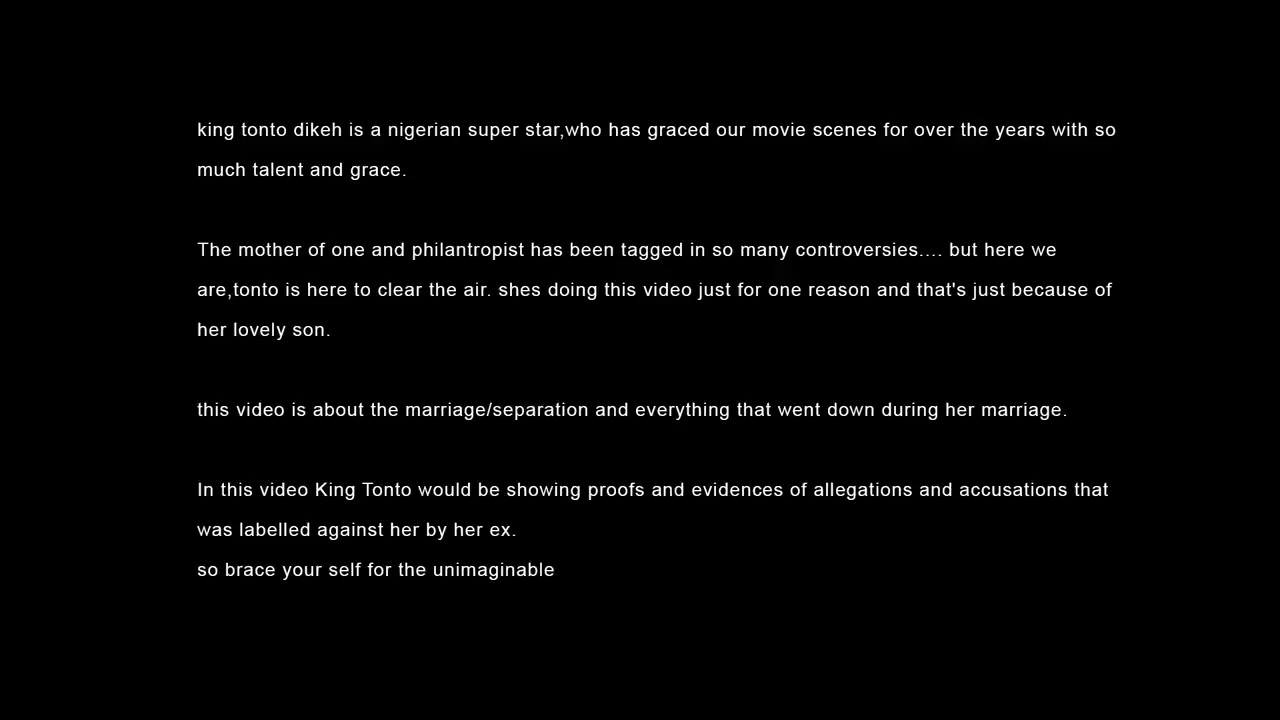 king tonto dikeh is a nigerian super star,who has graced our movie scenes for over the years with so
much talent and grace.
The mother of one and philantropist has been tagged in so many controversies.... but here we
are,tonto is here to clear the air. shes doing this video just for one reason and that's just because of
her lovely son.
this video is about the marriage/separation and everything that went down during her marriage.
In this video King Tonto would be showing proofs and evidences of allegations and accusations that
was labelled against her by her ex.
so brace your self for the unimaginable